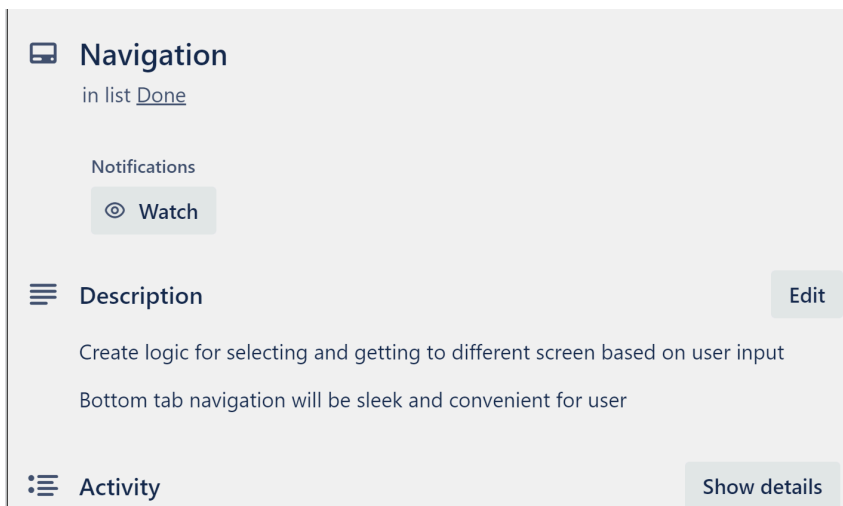 Navigation
in list Done
Notifications
Watch
Description
Edit
Create logic for selecting and getting to different screen based on user input
Bottom tab navigation will be sleek and convenient for user
Activity
Show details